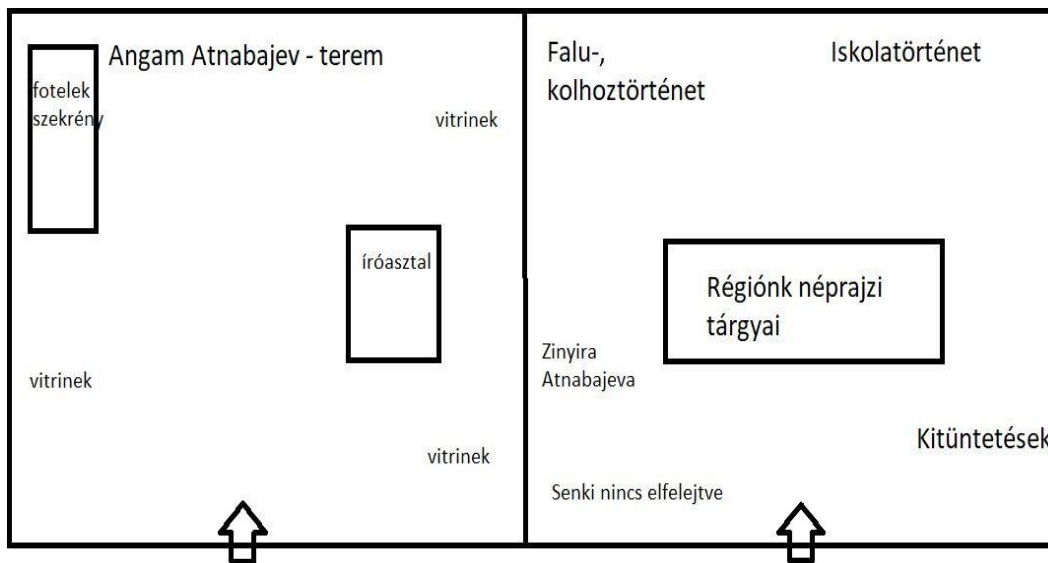 Angam Atnabajev - terem
fotelek
szekrény
vitrinek
íróasztal
vitrinek
vitrinek
Falu-,
kolhoztörténet
Iskolatörténet
Régiónk néprajzi
tárgyai
Zinyira
Atnabajeva
Kitüntetések
Senki nincs elfelejtve